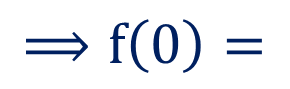 ⟹ f(0) =